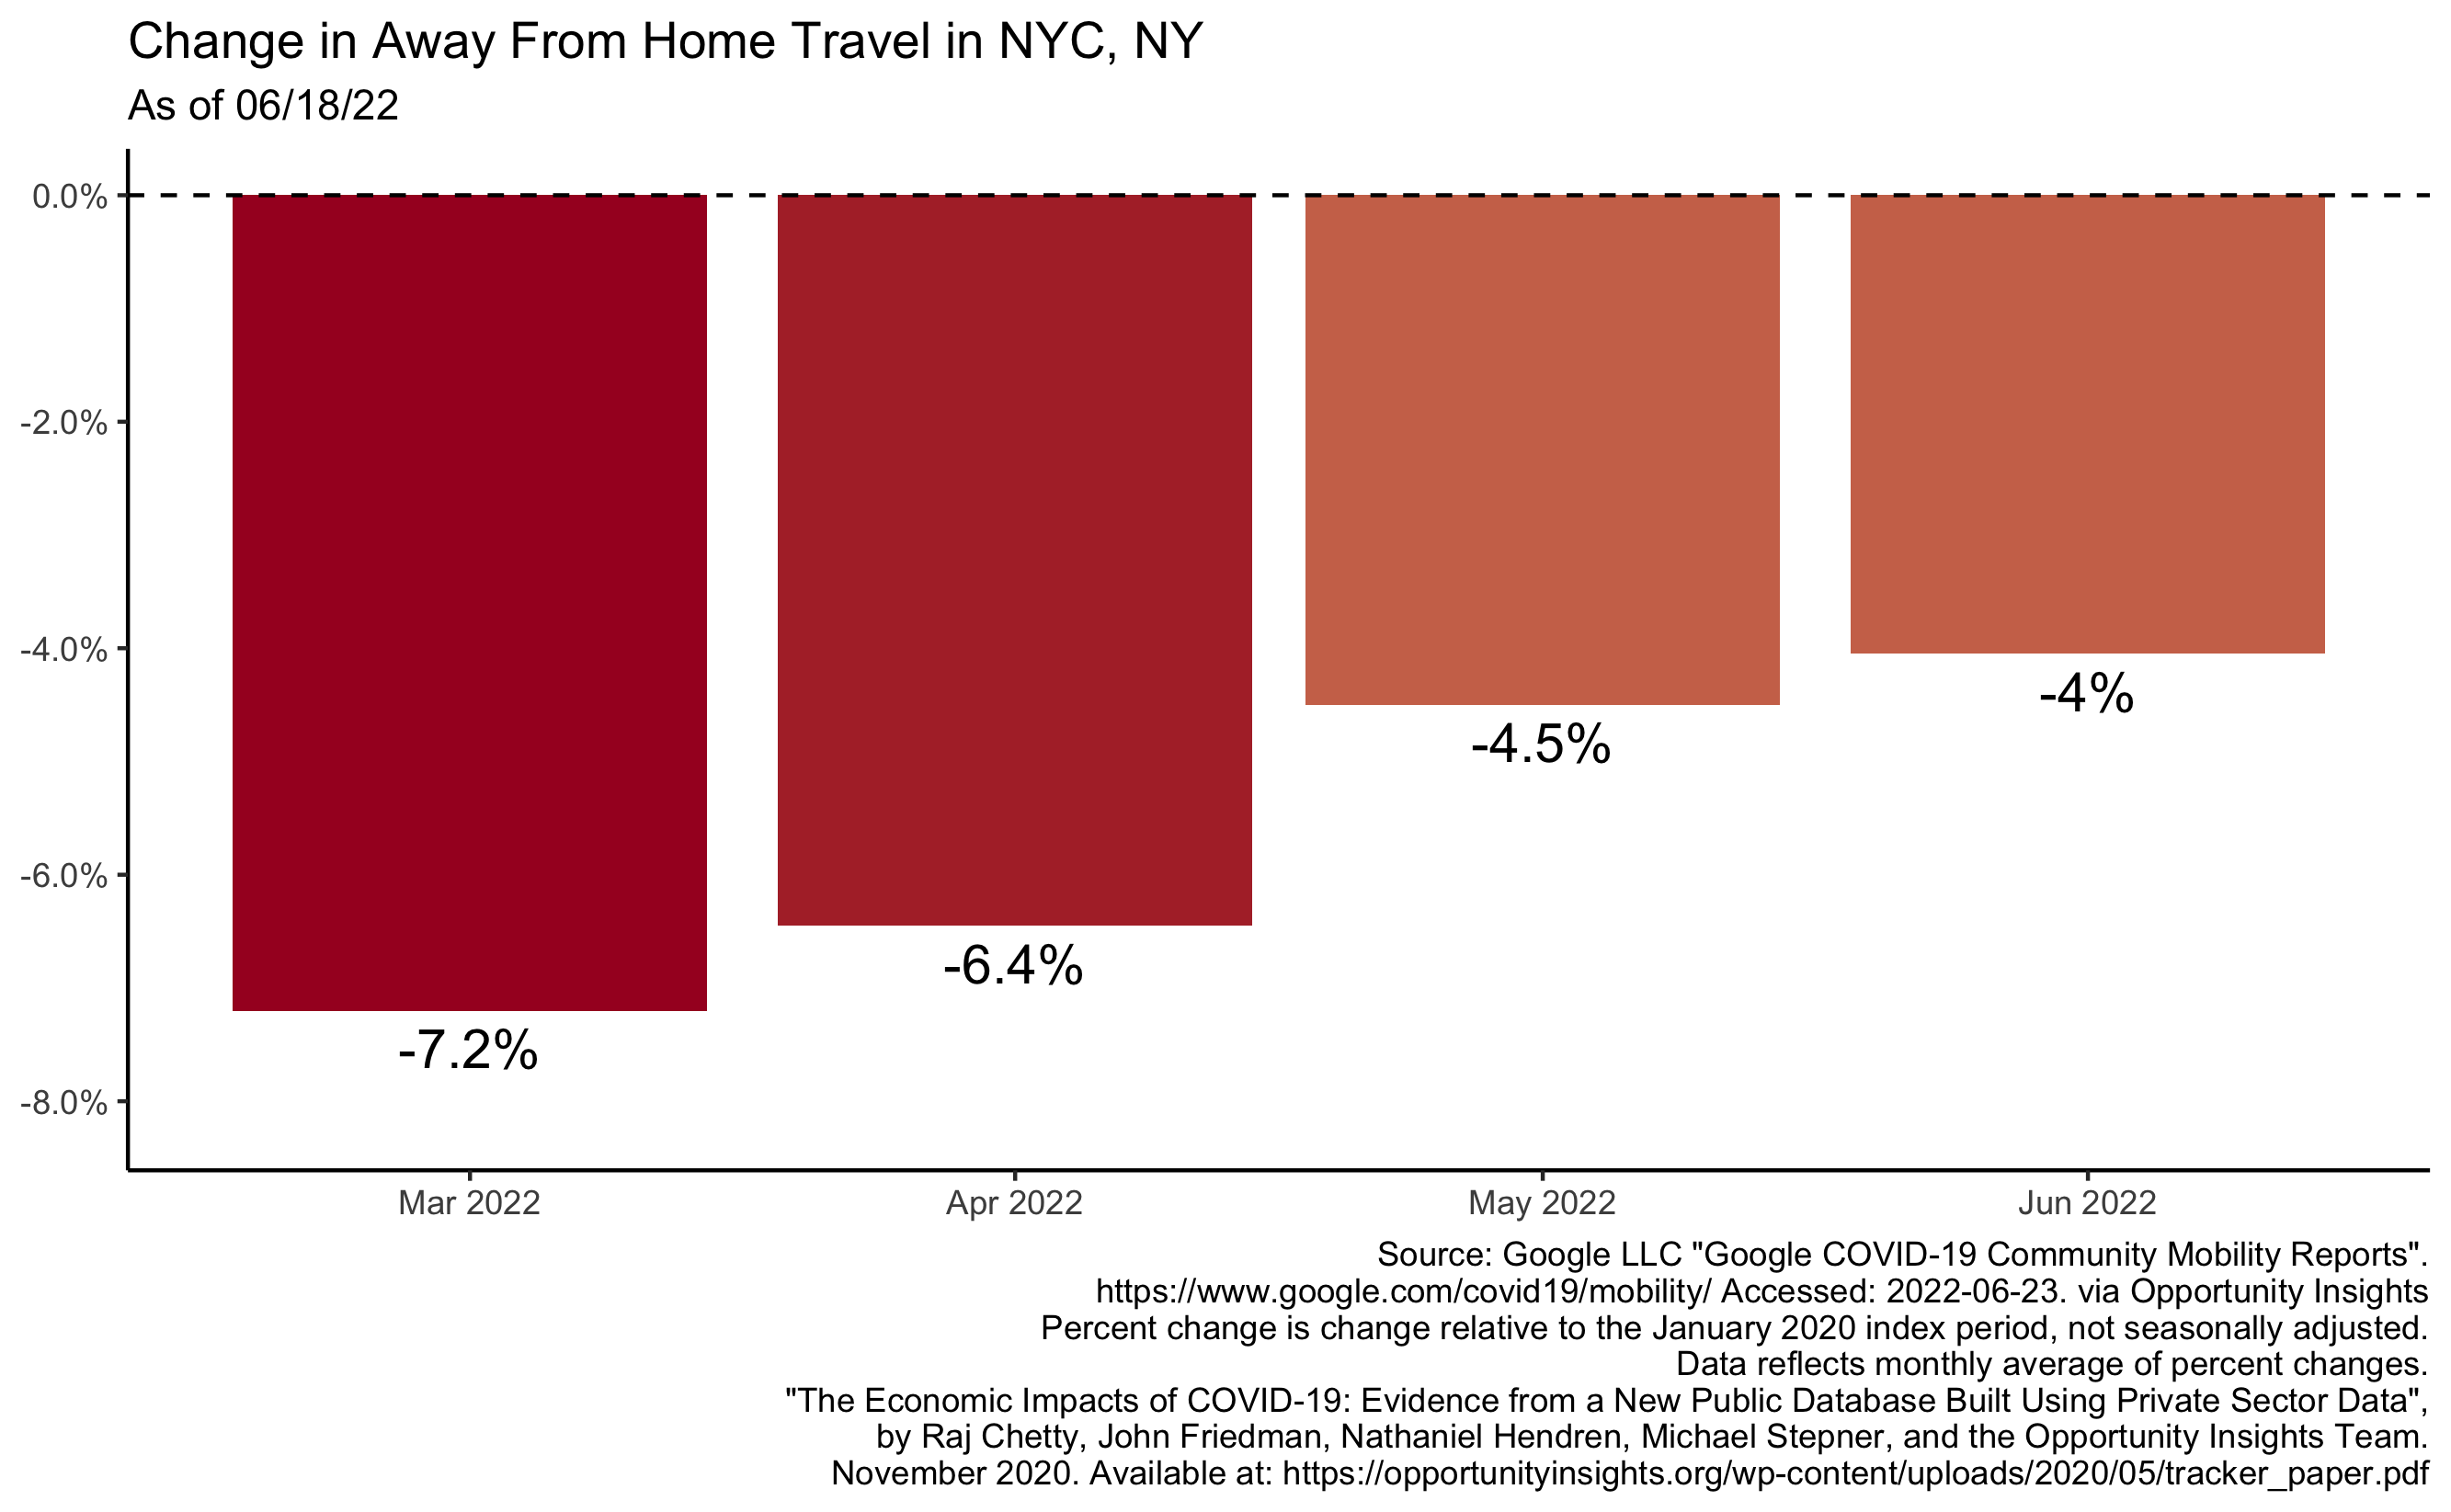 Change in Away From Home Travel in NYC, NY
As of 06/18/22
0.0%
-2.0%
-4.0%
-6.0%
-8.0%
-7.2%
-6.4%
-4.5%
-4%
Mar 2022
Apr 2022
May 2022
Jun 2022
Source: Google LLC "Google COVID-19 Community Mobility Reports".
https://www.google.com/covid19/mobility/ Accessed: 2022-06-23. via Opportunity Insights
Percent change is change relative to the January 2020 index period, not seasonally adjusted.
Data reflects monthly average of percent changes.
"The Economic Impacts of COVID-19: Evidence from a New Public Database Built Using Private Sector Data",
by Raj Chetty, John Friedman, Nathaniel Hendren, Michael Stepner, and the Opportunity Insights Team.
November 2020. Available at: https://opportunityinsights.org/wp-content/uploads/2020/05/tracker_paper.pdf